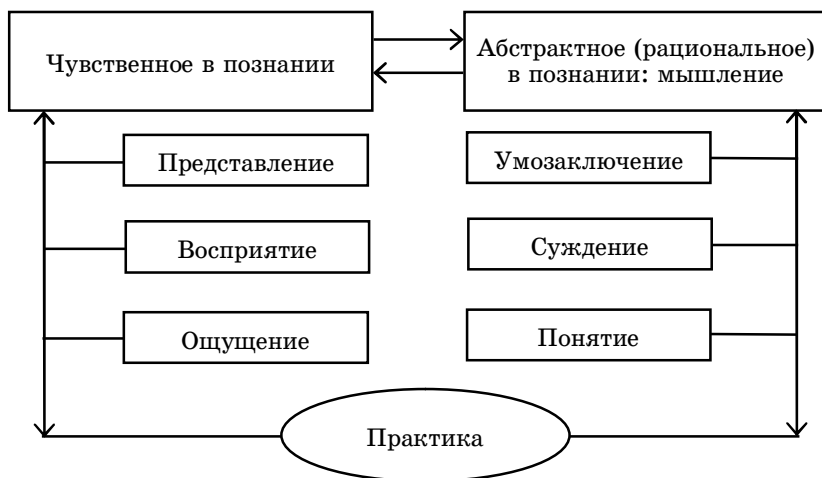 Чувственное в познании
Абстрактное (рациональное)
в познании: мышление
Представление
Умозаключение
Восприятие
Суждение
Ощущение
Понятие
Практика